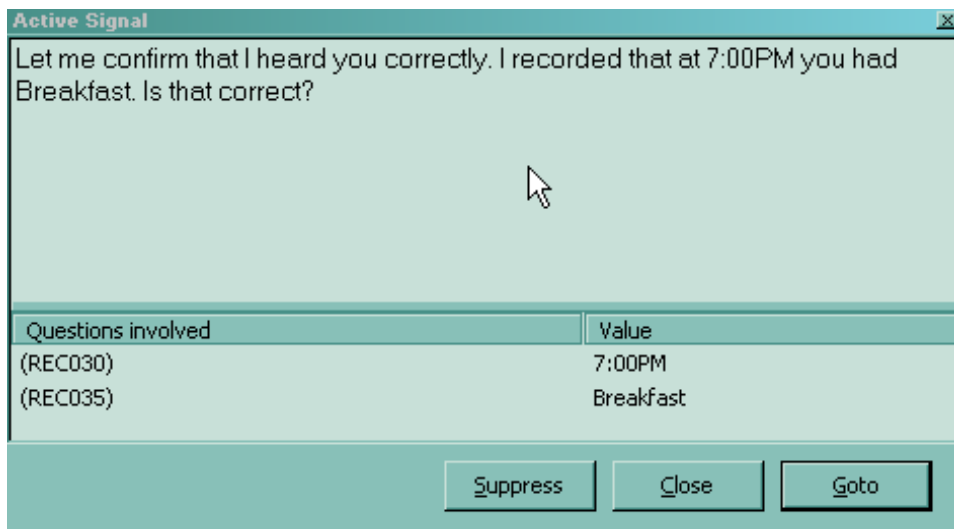 Active Signal
Let me confirm that I heard you correctly. I recorded that at 7:00PM you had
Breakfast. Is that correct?
Questions involved Value
(REC030) 7:00PM
(REC035) Breakfast
Suppress Close Goto